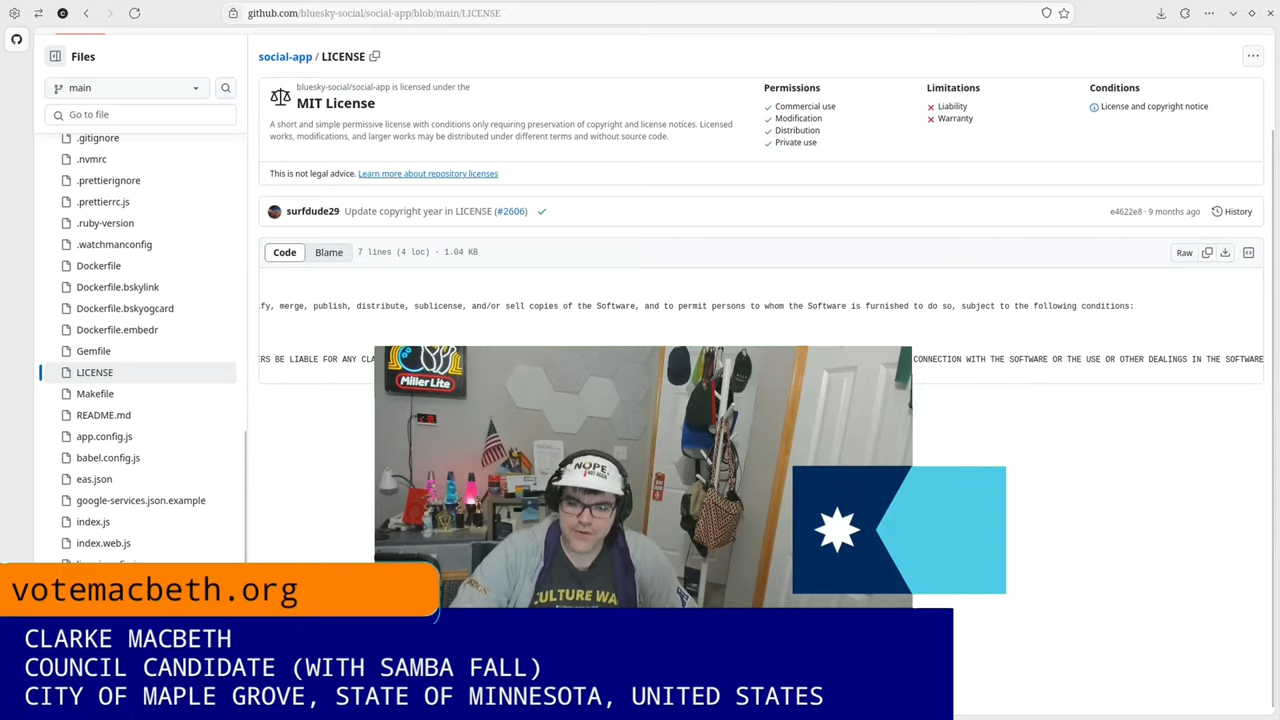 github.com/bluesky-social/social-app/blob/main/LICENSE
Files
social-app / LICENSE
main
Go to file
.gitignore
.nvmrc
.prettierignore
.prettierrc.js
.ruby-version
.watchmanconfig
Dockerfile
Dockerfile.bskylink
Dockerfile.bskyogcard
Dockerfile.embedr
Gemfile
LICENSE
Makefile
README.md
app.config.js
babel.config.js
eas.json
google-services.json.example
index.js
index.web.js
bluesky-social/social-app is licensed under the
MIT License
A short and simple permissive license with conditions only requiring preservation of copyright and license notices. Licensed
works, modifications, and larger works may be distributed under different terms and without source code.
Permissions
Commercial use
Modification
Distribution
Private use
Limitations
Liability
Warranty
Conditions
License and copyright notice
This is not legal advice. Learn more about repository licenses
surfdude29 Update copyright year in LICENSE (#2606)
e4622e8 · 9 months ago
History
Code Blame 7 lines (4 loc) · 1.04 KB
Raw
fy, merge, publish, distribute, sublicense, and/or sell copies of the Software, and to permit persons to whom the Software is furnished to do so, subject to the following conditions:
ERS BE LIABLE FOR ANY CLA
CONNECTION WITH THE SOFTWARE OR THE USE OR OTHER DEALINGS IN THE SOFTWARE
Miller Lite
NOPE.
NOT AGAIN
CULTURE WA
votemacbeth.org
CLARKE MACBETH
COUNCIL CANDIDATE (WITH SAMBA FALL)
CITY OF MAPLE GROVE, STATE OF MINNESOTA, UNITED STATES